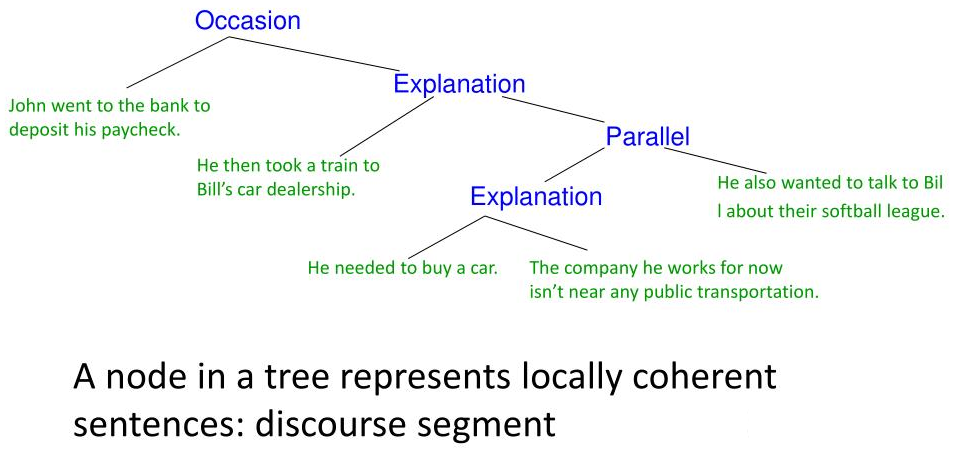 Occasion
Explanation
John went to the bank to
deposit his paycheck.
Parallel
He then took a train to
Bill's car dealership.
Explanation
He also wanted to talk to Bil
l about their softball league.
He needed to buy a car.
The company he works for now
isn't near any public transportation.
A node in a tree represents locally coherent
sentences: discourse segment